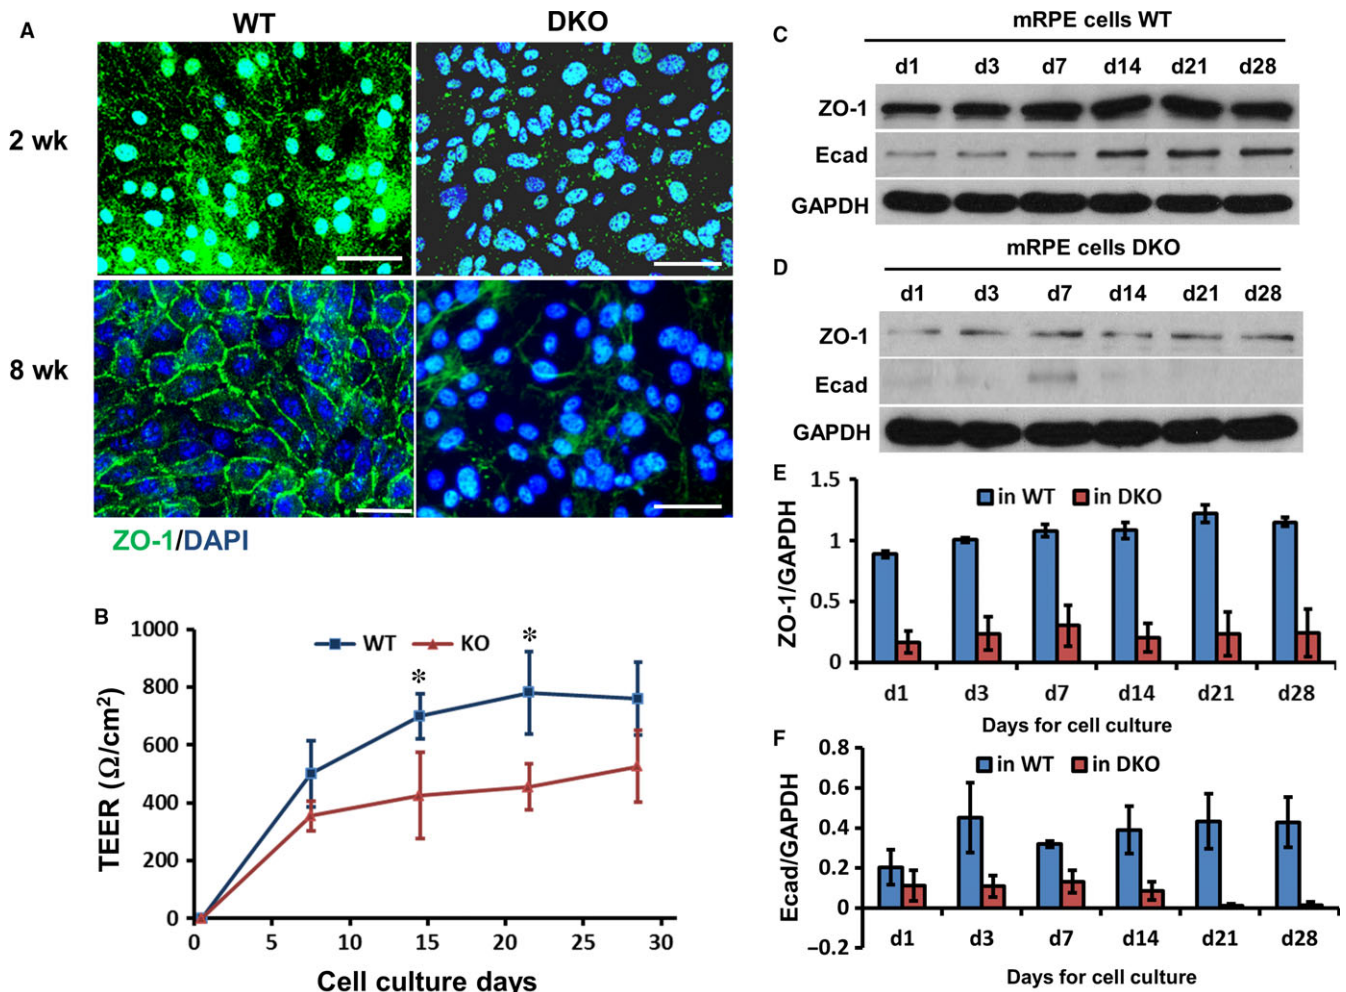 A
WT
DKO
2 wk
8 wk
ZO-1/DAPI
B
1000
800
600
400
200
0
WT
KO
*
*
TEER (Ω/cm²)
0
5
10
15
20
25
30
Cell culture days
C
mRPE cells WT
d1 d3 d7 d14 d21 d28
ZO-1
Ecad
GAPDH
D
mRPE cells DKO
d1 d3 d7 d14 d21 d28
ZO-1
Ecad
GAPDH
E
1.5
1
0.5
0
in WT
in DKO
ZO-1/GAPDH
d1 d3 d7 d14 d21 d28
Days for cell culture
F
0.8
0.6
0.4
0.2
0
−0.2
in WT
in DKO
Ecad/GAPDH
d1 d3 d7 d14 d21 d28
Days for cell culture